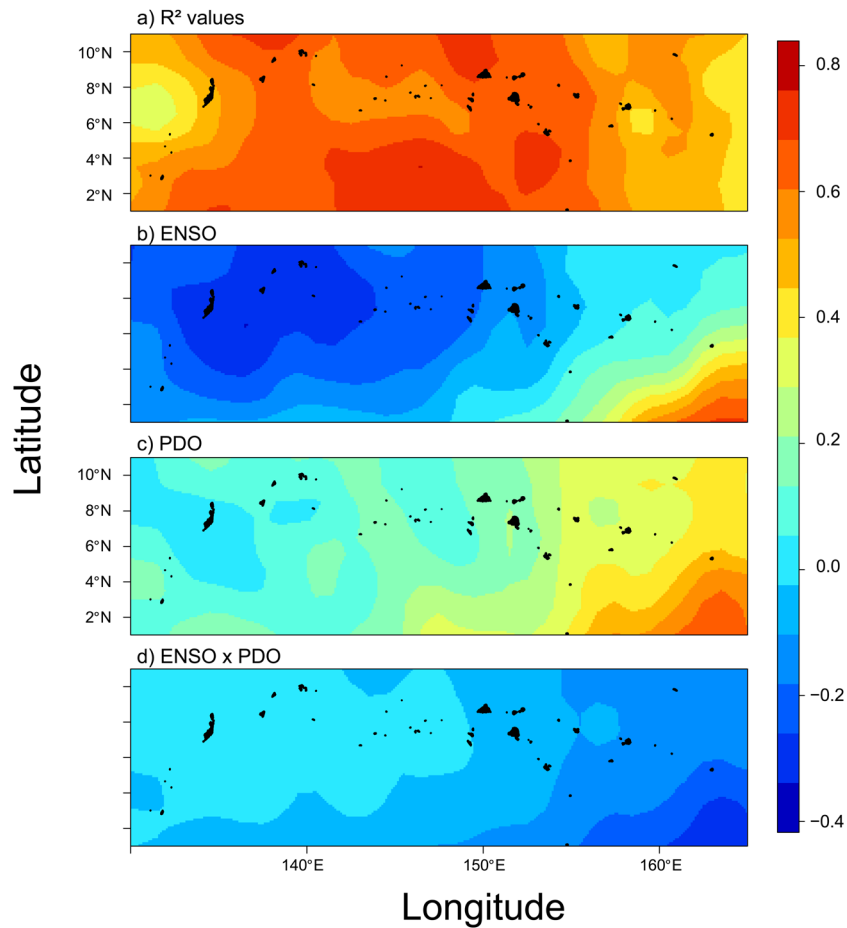 a) R² values
10°N
8°N
6°N
4°N
2°N
b) ENSO
c) PDO
10°N
8°N
6°N
4°N
2°N
d) ENSO x PDO
140°E
150°E
160°E
Longitude
Latitude
0.8
0.6
0.4
0.2
0.0
−0.2
−0.4